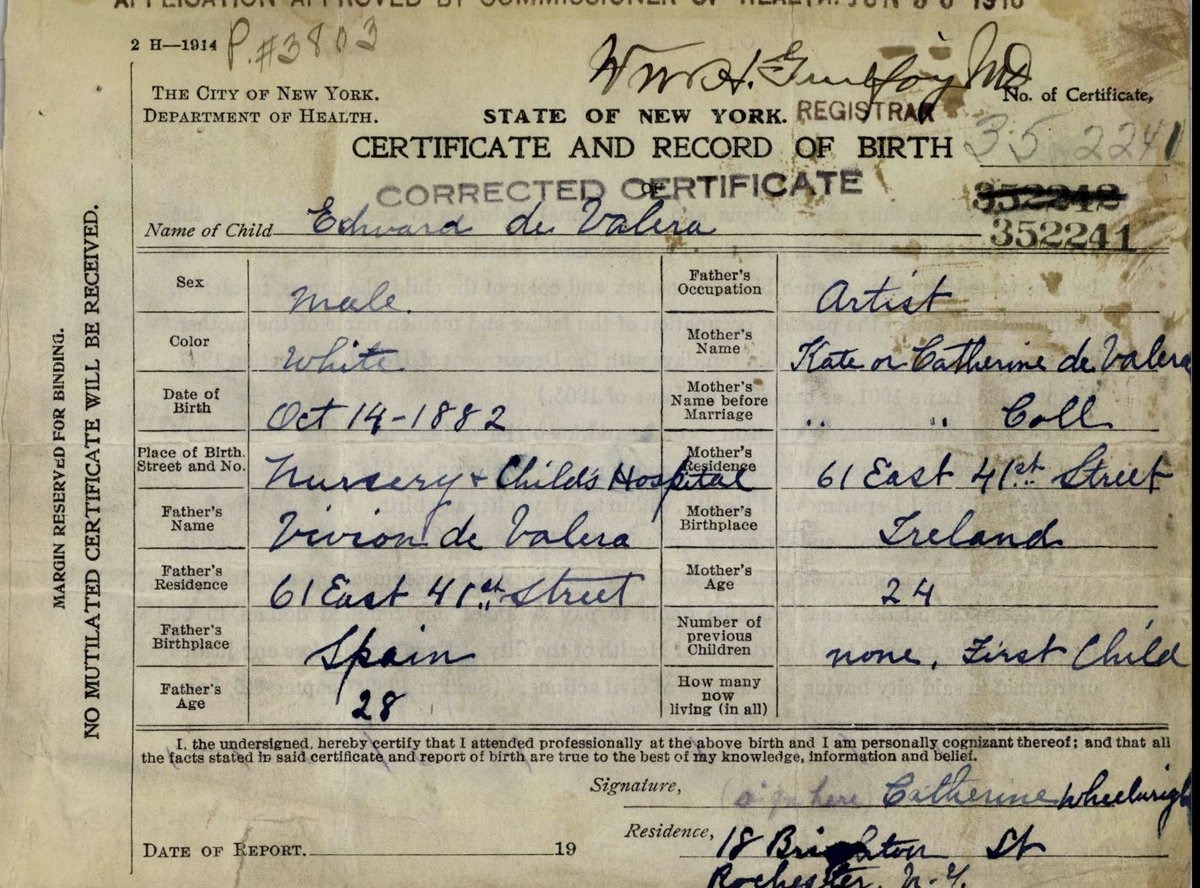 APPLICATION APPROVED BY COMMISSIONER OF HEALTH. JUN 30 1916
2 H—1914 P. #3803
Wm H. Guilfoy MD
THE CITY OF NEW YORK.
DEPARTMENT OF HEALTH.
STATE OF NEW YORK. REGISTRAR
No. of Certificate,
352241
CERTIFICATE AND RECORD OF BIRTH
CORRECTED CERTIFICATE
OF
352242
352241
Name of Child Edward de Valera
Sex male.
Father's Occupation Artist
Color White
Mother's Name Kate or Catherine de Valera
Date of Birth Oct 14-1882
Mother's Name before Marriage " " Coll
Place of Birth. Street and No. Nursery + Child's Hospital
Mother's Residence 61 East 41st Street
Father's Name Vivion de Valera
Mother's Birthplace Ireland
Father's Residence 61 East 41st Street
Mother's Age 24
Father's Birthplace Spain
Number of previous Children none, First Child
Father's Age 28
How many now living (in all)
I, the undersigned, hereby certify that I attended professionally at the above birth and I am personally cognizant thereof; and that all
the facts stated in said certificate and report of birth are true to the best of my knowledge, information and belief.
Signature, (sign here) Catherine Wheelwrigh
Residence, 18 Brighton St
Rochester, N.Y.
DATE OF REPORT. 19
MARGIN RESERVED FOR BINDING.
NO MUTILATED CERTIFICATE WILL BE RECEIVED.